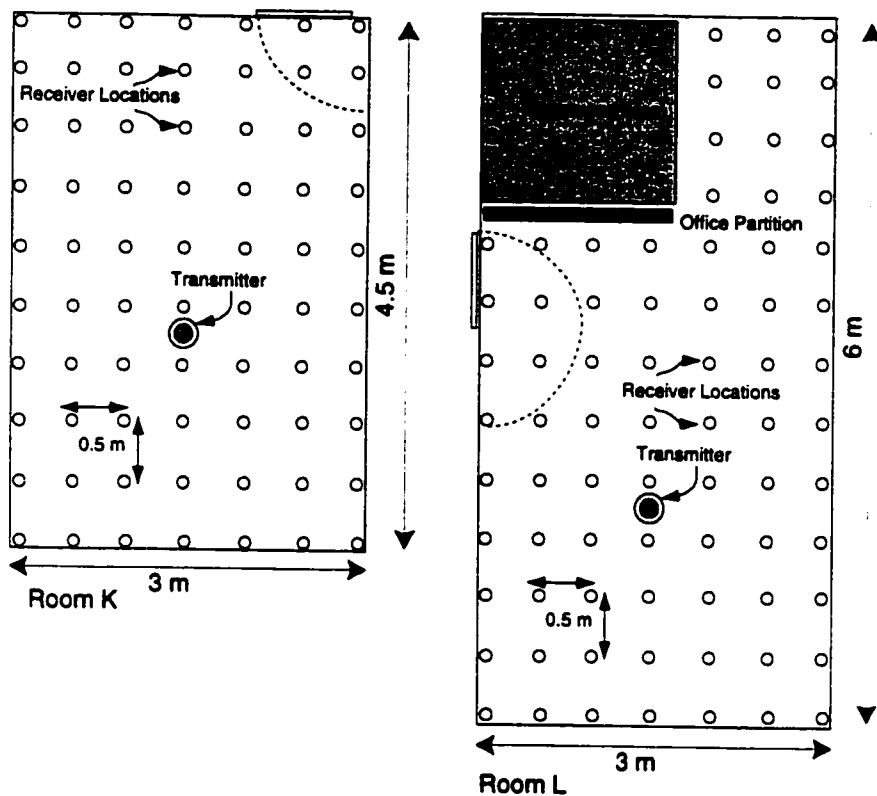 Receiver Locations
Transmitter
4.5 m
0.5 m
3 m
Room K
Office Partition
Receiver Locations
6 m
Transmitter
0.5 m
3 m
Room L